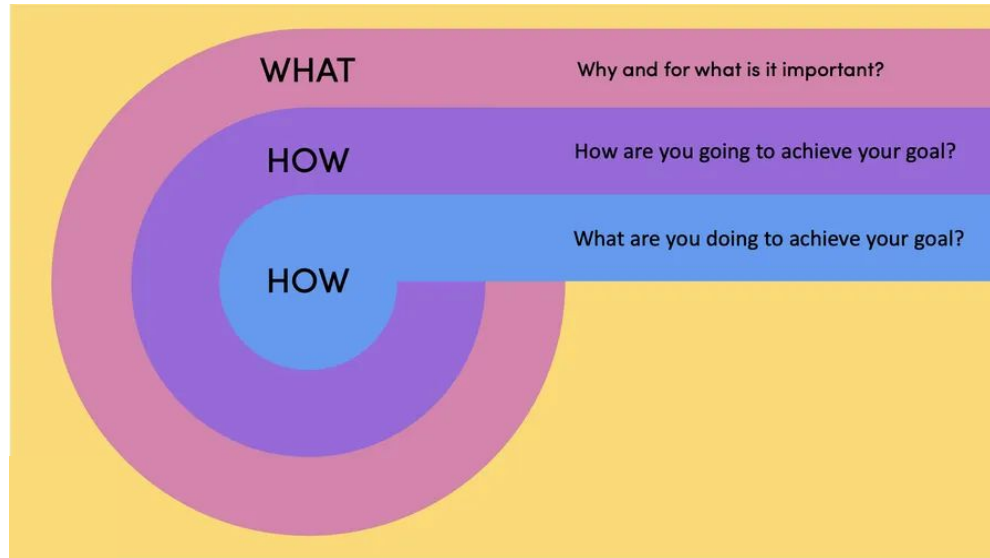 WHAT
Why and for what is it important?
HOW
How are you going to achieve your goal?
What are you doing to achieve your goal?
HOW